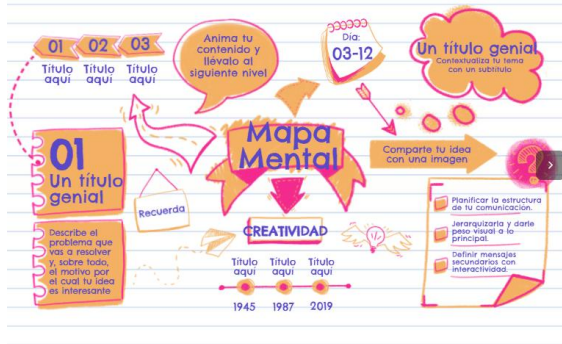 01 02 03
Título Título Título
aquí aquí aquí
Anima tu
contenido y
llévalo al
siguiente nivel
Día:
03-12
Un título genial
Contextualiza tu tema
con un subtítulo
01
Un título
genial
Mapa
Mental
Comparte tu idea
con una imagen
?
Recuerda
Describe el
problema que
vas a resolver
y, sobre todo,
el motivo por
el cual tu idea
es interesante
CREATIVIDAD
Título Título Título
aquí aquí aquí
1945 1987 2019
Planificar la estructura
de tu comunicación.
Jerarquizarla y darle
peso visual a lo
principal.
Definir mensajes
secundarios con
interactividad.